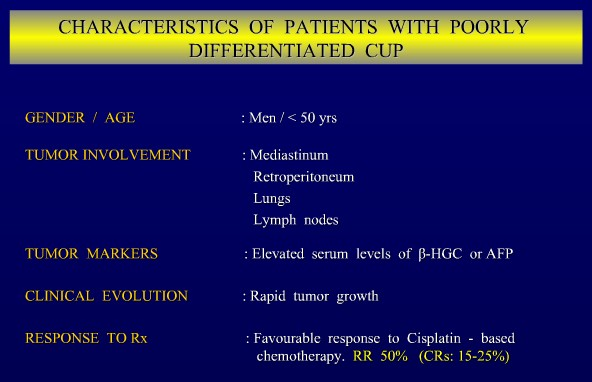 CHARACTERISTICS OF PATIENTS WITH POORLY
DIFFERENTIATED CUP
GENDER / AGE : Men / < 50 yrs
TUMOR INVOLVEMENT : Mediastinum
Retroperitoneum
Lungs
Lymph nodes
TUMOR MARKERS : Elevated serum levels of β-HGC or AFP
CLINICAL EVOLUTION : Rapid tumor growth
RESPONSE TO Rx : Favourable response to Cisplatin - based
chemotherapy. RR 50% (CRs: 15-25%)